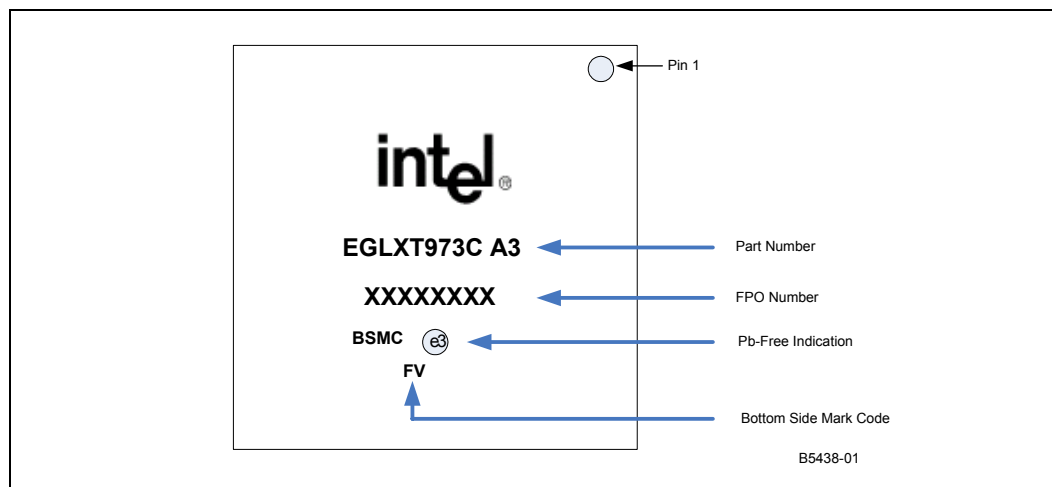 Pin 1
intel®
EGLXT973C A3
Part Number
XXXXXXXX
FPO Number
BSMC e3
Pb-Free Indication
FV
Bottom Side Mark Code
B5438-01